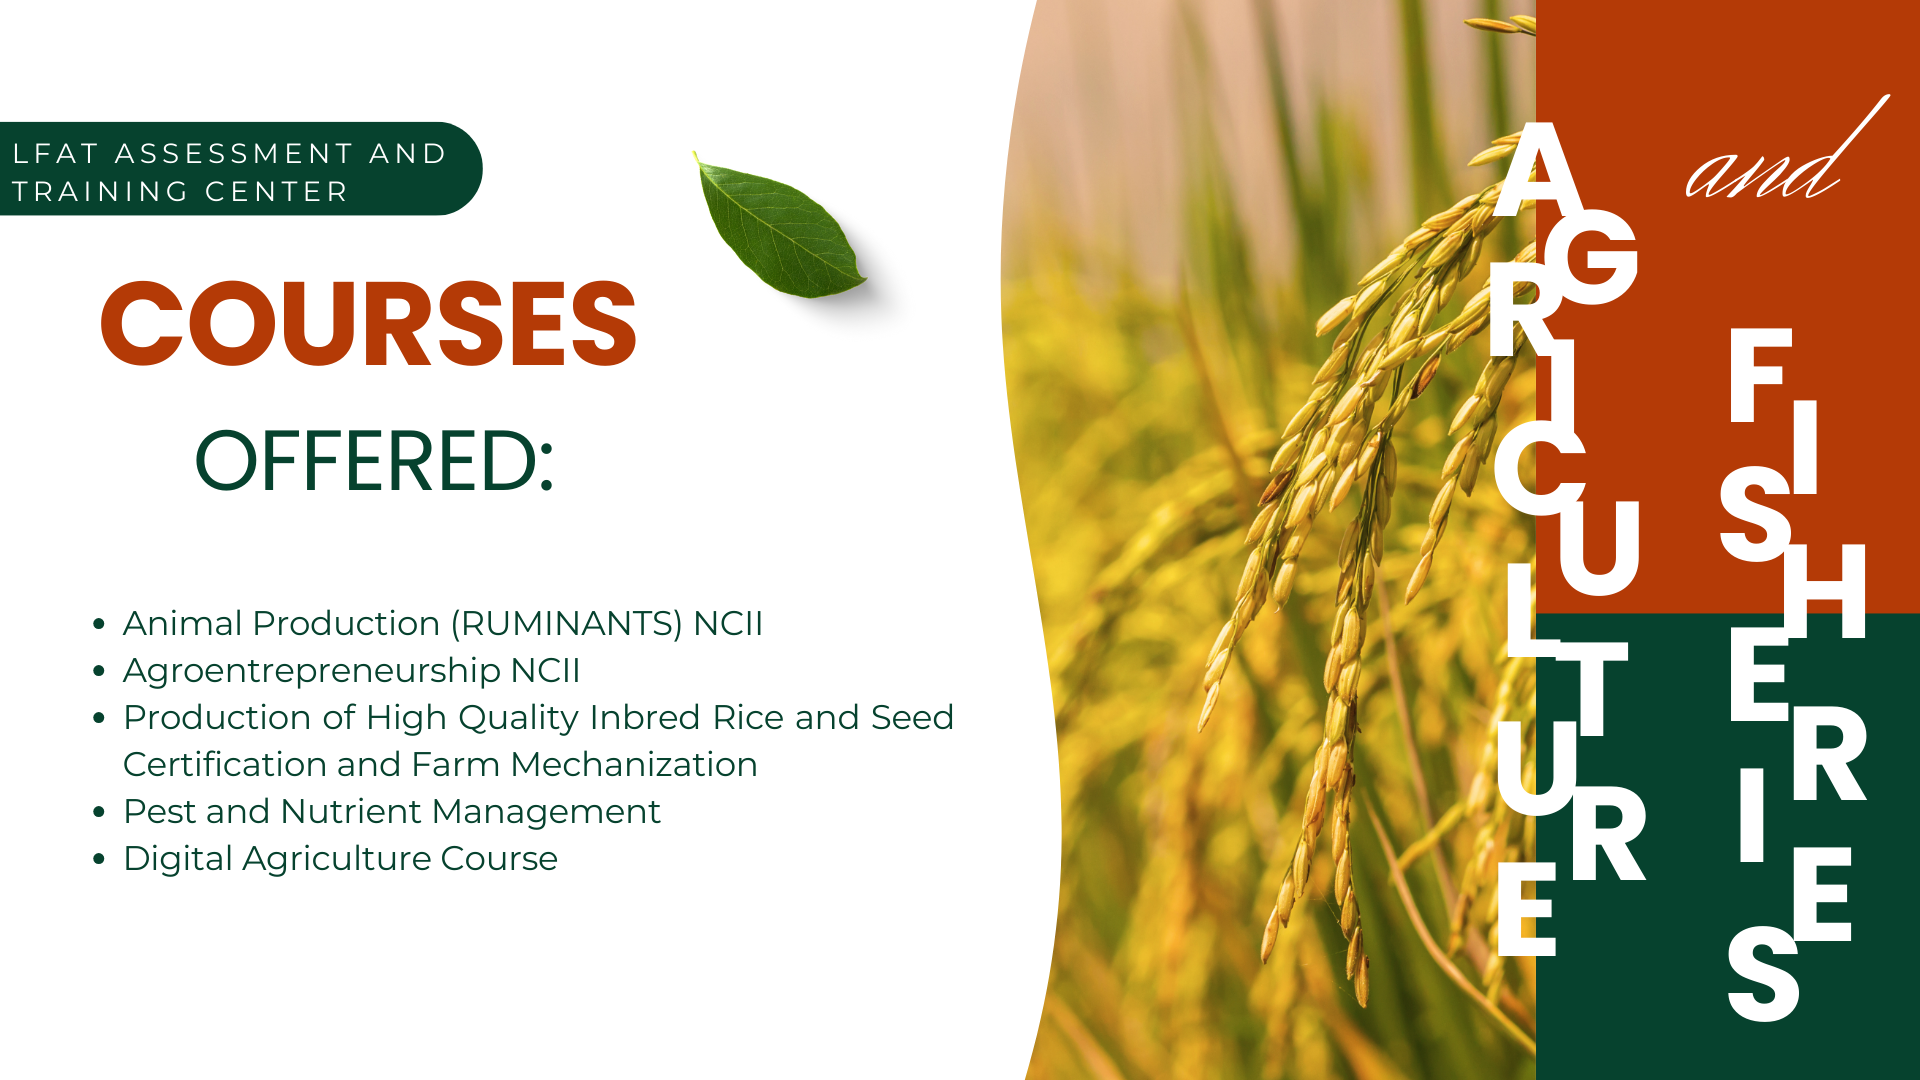 LFAT ASSESSMENT AND
TRAINING CENTER
COURSES
OFFERED:
• Animal Production (RUMINANTS) NCII
• Agroentrepreneurship NCII
• Production of High Quality Inbred Rice and Seed
Certification and Farm Mechanization
• Pest and Nutrient Management
• Digital Agriculture Course
AGRICULTURE
and
FISHERIES